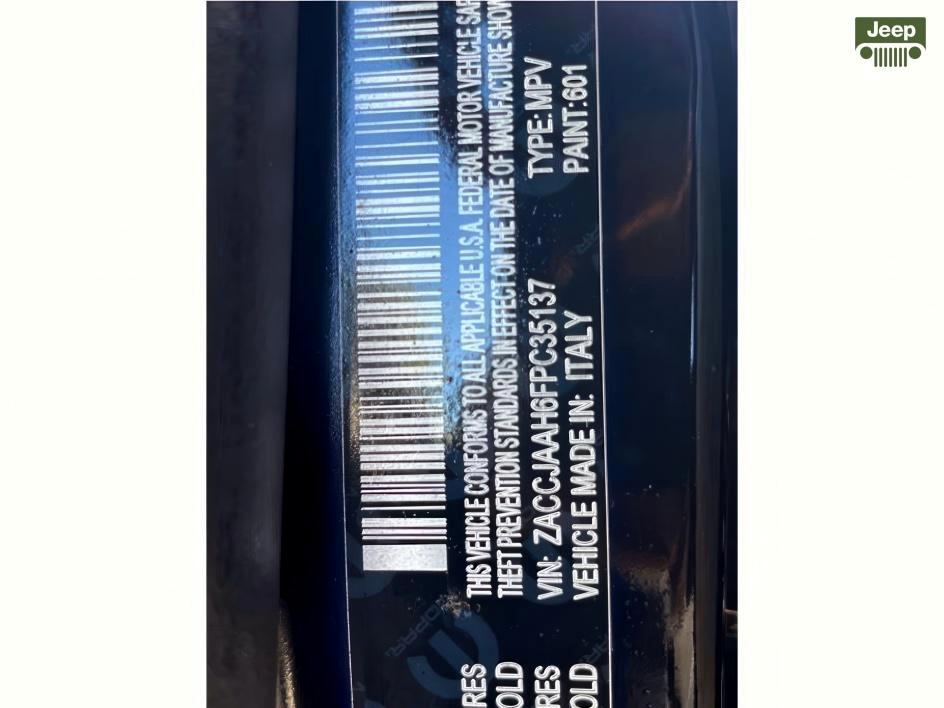 Jeep
THIS VEHICLE CONFORMS TO ALL APPLICABLE U.S.A. FEDERAL MOTOR VEHICLE SAF
THEFT PREVENTION STANDARDS IN EFFECT ON THE DATE OF MANUFACTURE SHOW
VIN: ZACCJAAH6FPC35137 TYPE: MPV
VEHICLE MADE IN: ITALY PAINT:601
RES
OLD
RES
OLD
MOPAR